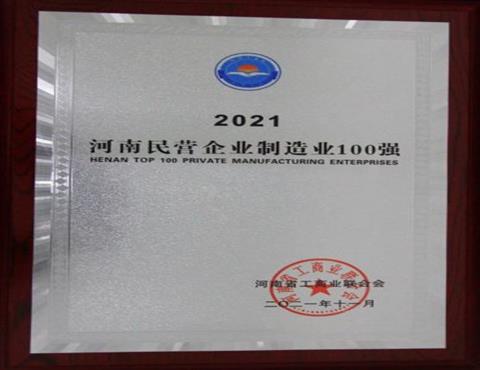 2021
河南民营企业制造业100强
HENAN TOP 100 PRIVATE MANUFACTURING ENTERPRISES
河南省工商业联合会
二〇二一年十一月